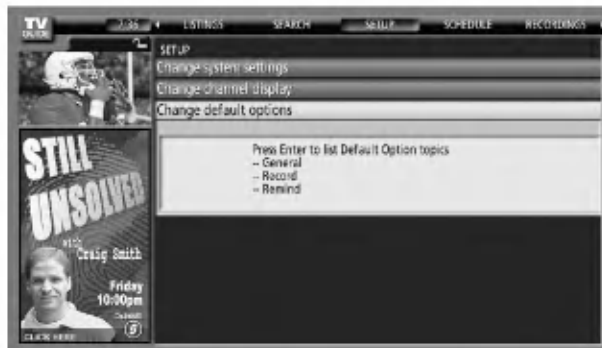 TV
GUIDE
7:36 LISTINGS SEARCH SETUP SCHEDULE RECORDINGS
SETUP
Change system settings
Change channel display
Change default options
Press Enter to list Default Option topics
– General
– Record
– Remind
STILL
UNSOLVED
with
Craig Smith
Friday
10:00pm
5
CLICK HERE